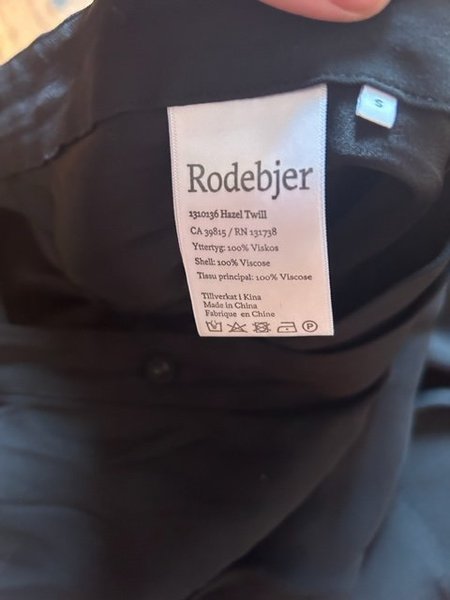 Rodebjer
1310136 Hazel Twill
CA 39815 / RN 131738
Yttertyg: 100% Viskos
Shell: 100% Viscose
Tissu principal: 100% Viscose
Tillverkat i Kina
Made in China
Fabrique en Chine
P
S